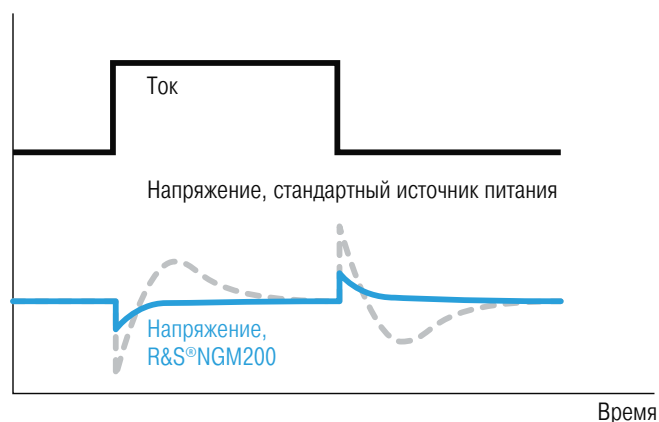 Ток
Напряжение, стандартный источник питания
Напряжение,
R&S®NGM200
Время